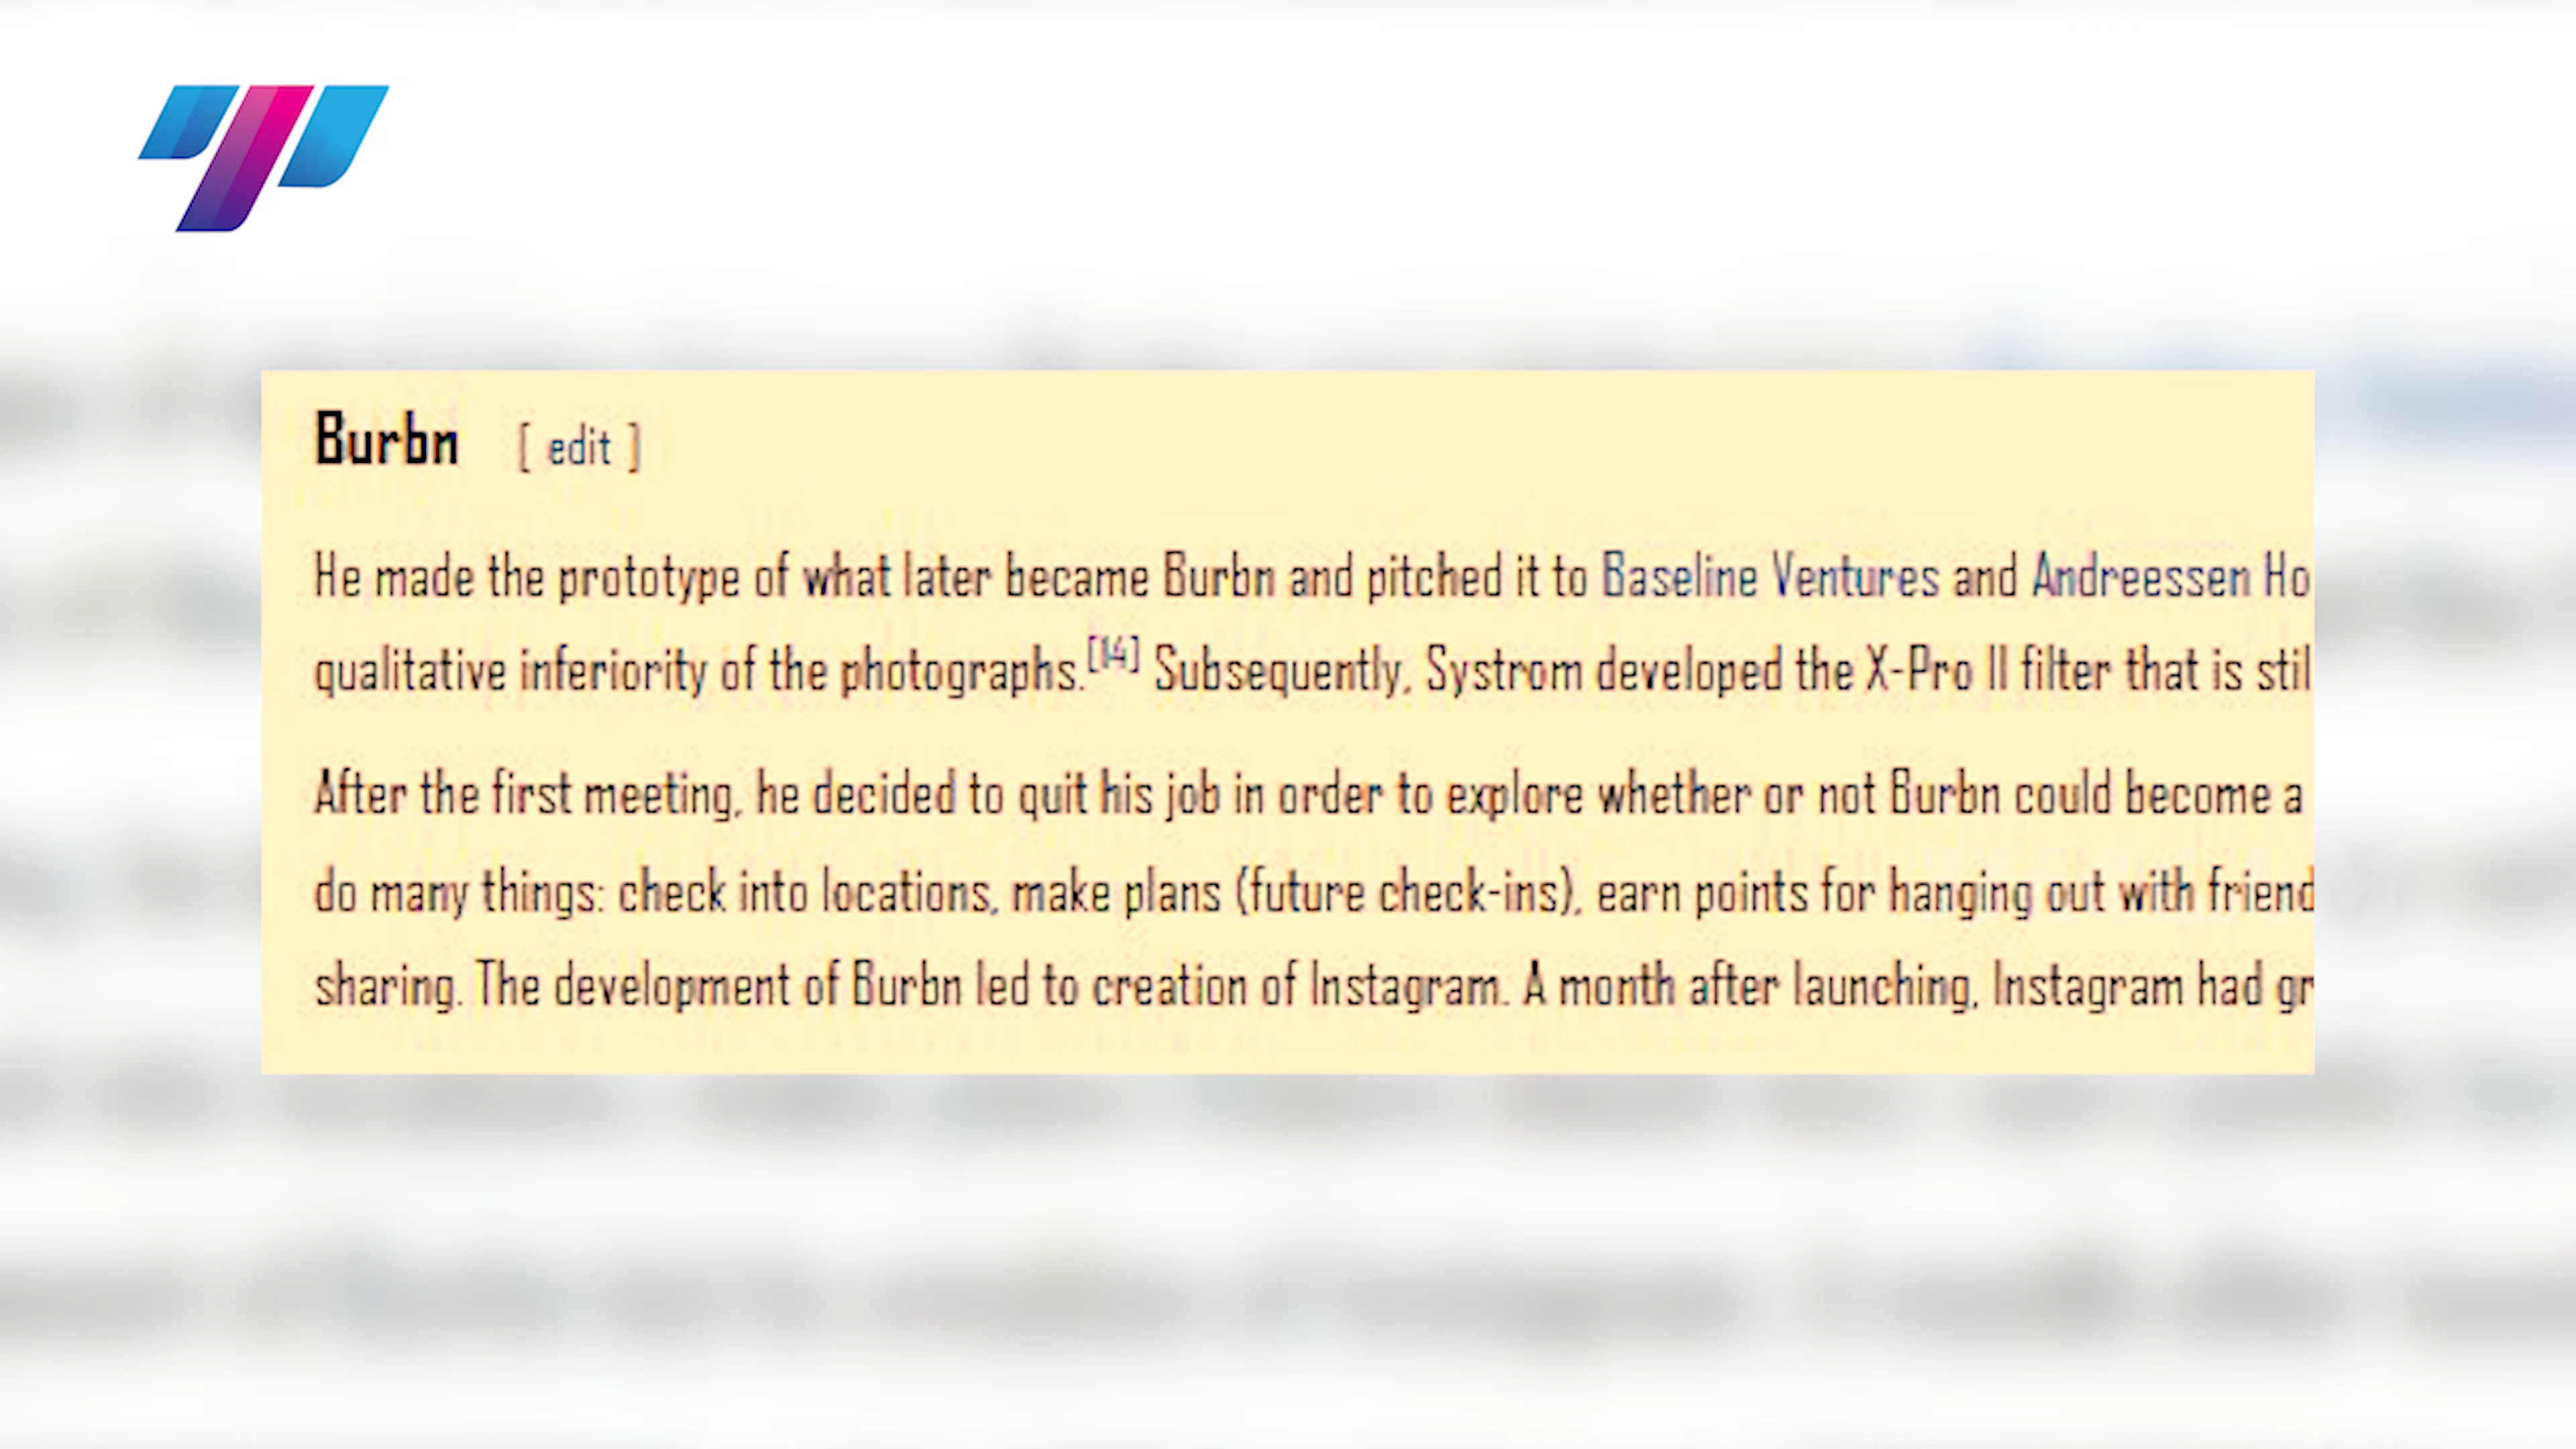 Burbn [ edit ]
He made the prototype of what later became Burbn and pitched it to Baseline Ventures and Andreessen Ho
qualitative inferiority of the photographs.[14] Subsequently, Systrom developed the X-Pro II filter that is stil
After the first meeting, he decided to quit his job in order to explore whether or not Burbn could become a
do many things: check into locations, make plans (future check-ins), earn points for hanging out with friend
sharing. The development of Burbn led to creation of Instagram. A month after launching, Instagram had gr